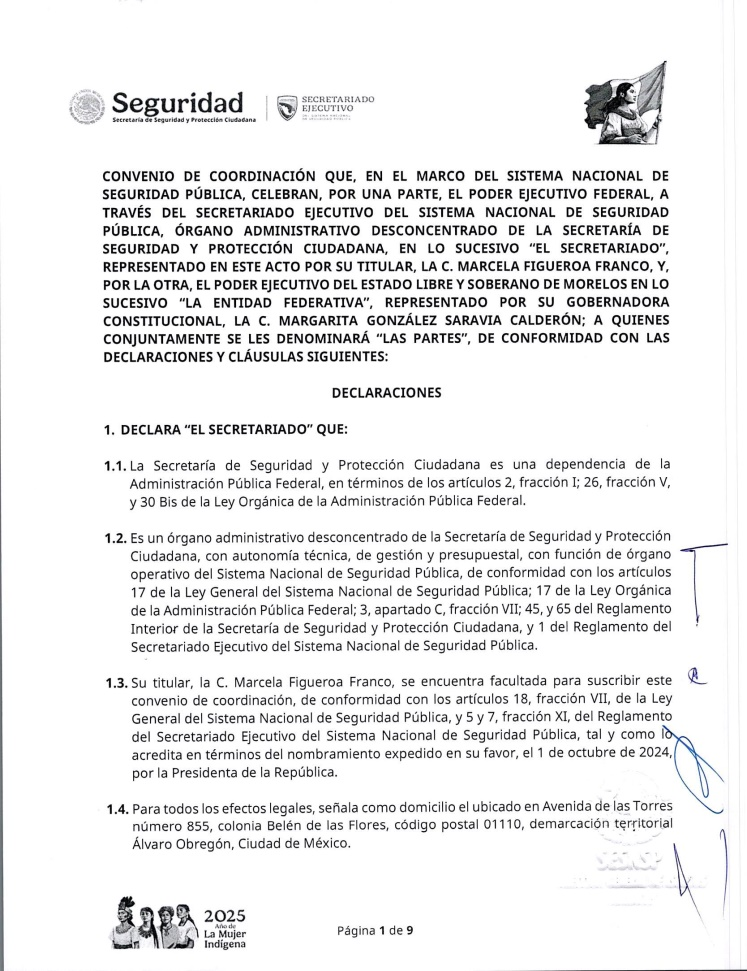 Seguridad
Secretaría de Seguridad y Protección Ciudadana
SECRETARIADO
EJECUTIVO
DEL SISTEMA NACIONAL
DE SEGURIDAD PÚBLICA
CONVENIO DE COORDINACIÓN QUE, EN EL MARCO DEL SISTEMA NACIONAL DE
SEGURIDAD PÚBLICA, CELEBRAN, POR UNA PARTE, EL PODER EJECUTIVO FEDERAL, A
TRAVÉS DEL SECRETARIADO EJECUTIVO DEL SISTEMA NACIONAL DE SEGURIDAD
PÚBLICA, ÓRGANO ADMINISTRATIVO DESCONCENTRADO DE LA SECRETARÍA DE
SEGURIDAD Y PROTECCIÓN CIUDADANA, EN LO SUCESIVO “EL SECRETARIADO”,
REPRESENTADO EN ESTE ACTO POR SU TITULAR, LA C. MARCELA FIGUEROA FRANCO, Y,
POR LA OTRA, EL PODER EJECUTIVO DEL ESTADO LIBRE Y SOBERANO DE MORELOS EN LO
SUCESIVO “LA ENTIDAD FEDERATIVA”, REPRESENTADO POR SU GOBERNADORA
CONSTITUCIONAL, LA C. MARGARITA GONZÁLEZ SARAVIA CALDERÓN; A QUIENES
CONJUNTAMENTE SE LES DENOMINARÁ “LAS PARTES”, DE CONFORMIDAD CON LAS
DECLARACIONES Y CLÁUSULAS SIGUIENTES:
DECLARACIONES
1. DECLARA “EL SECRETARIADO” QUE:
1.1. La Secretaría de Seguridad y Protección Ciudadana es una dependencia de la
Administración Pública Federal, en términos de los artículos 2, fracción I; 26, fracción V,
y 30 Bis de la Ley Orgánica de la Administración Pública Federal.
1.2. Es un órgano administrativo desconcentrado de la Secretaría de Seguridad y Protección
Ciudadana, con autonomía técnica, de gestión y presupuestal, con función de órgano
operativo del Sistema Nacional de Seguridad Pública, de conformidad con los artículos
17 de la Ley General del Sistema Nacional de Seguridad Pública; 17 de la Ley Orgánica
de la Administración Pública Federal; 3, apartado C, fracción VII; 45, y 65 del Reglamento
Interior de la Secretaría de Seguridad y Protección Ciudadana, y 1 del Reglamento del
Secretariado Ejecutivo del Sistema Nacional de Seguridad Pública.
1.3. Su titular, la C. Marcela Figueroa Franco, se encuentra facultada para suscribir este
convenio de coordinación, de conformidad con los artículos 18, fracción VII, de la Ley
General del Sistema Nacional de Seguridad Pública, y 5 y 7, fracción XI, del Reglamento
del Secretariado Ejecutivo del Sistema Nacional de Seguridad Pública, tal y como lo
acredita en términos del nombramiento expedido en su favor, el 1 de octubre de 2024,
por la Presidenta de la República.
1.4. Para todos los efectos legales, señala como domicilio el ubicado en Avenida de las Torres
número 855, colonia Belén de las Flores, código postal 01110, demarcación territorial
Álvaro Obregón, Ciudad de México.
SESNSP
2025
Año de
La Mujer
Indígena
Página 1 de 9